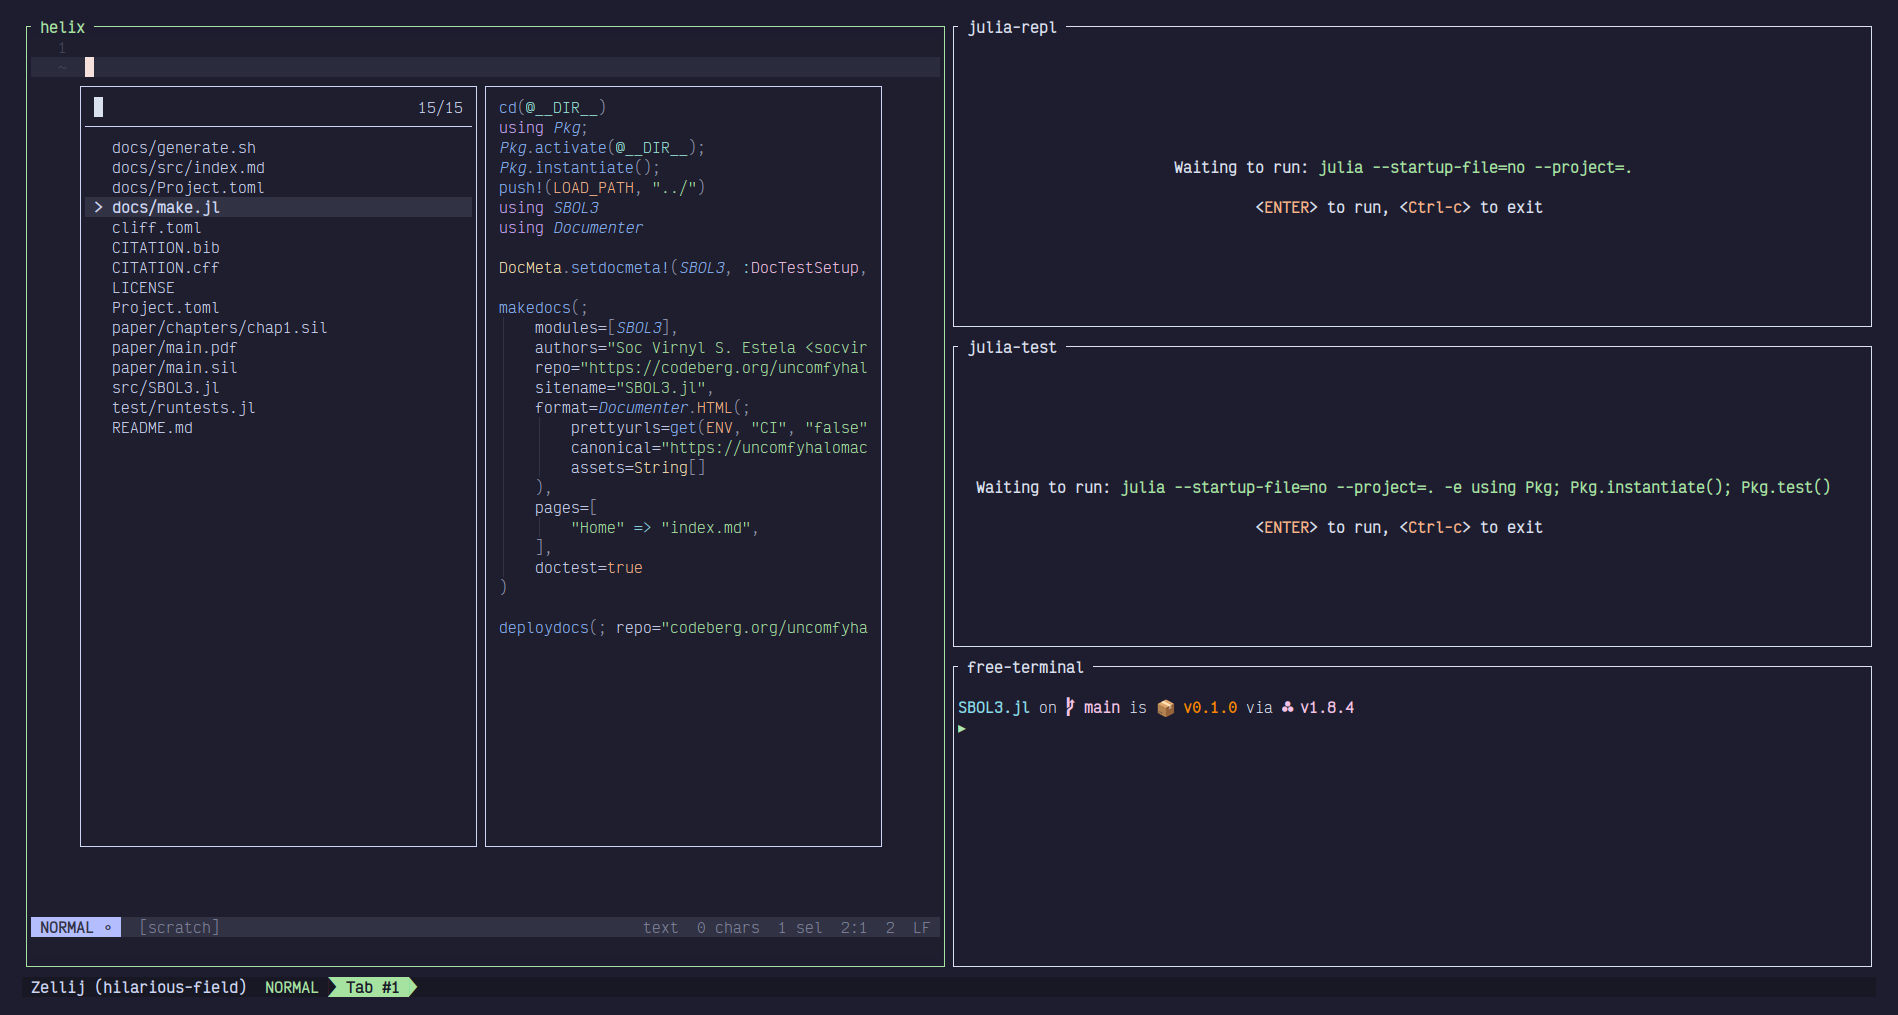 helix
1
~
15/15
docs/generate.sh
docs/src/index.md
docs/Project.toml
> docs/make.jl
cliff.toml
CITATION.bib
CITATION.cff
LICENSE
Project.toml
paper/chapters/chap1.sil
paper/main.pdf
paper/main.sil
src/SBOL3.jl
test/runtests.jl
README.md
cd(@__DIR__)
using Pkg;
Pkg.activate(@__DIR__);
Pkg.instantiate();
push!(LOAD_PATH, "../")
using SBOL3
using Documenter
DocMeta.setdocmeta!(SBOL3, :DocTestSetup,
makedocs(;
    modules=[SBOL3],
    authors="Soc Virnyl S. Estela <socvir
    repo="https://codeberg.org/uncomfyhal
    sitename="SBOL3.jl",
    format=Documenter.HTML(;
        prettyurls=get(ENV, "CI", "false"
        canonical="https://uncomfyhalomac
        assets=String[]
    ),
    pages=[
        "Home" => "index.md",
    ],
    doctest=true
)
deploydocs(; repo="codeberg.org/uncomfyha
NORMAL ∘ [scratch] text 0 chars 1 sel 2:1 2 LF
julia-repl
Waiting to run: julia --startup-file=no --project=.
<ENTER> to run, <Ctrl-c> to exit
julia-test
Waiting to run: julia --startup-file=no --project=. -e using Pkg; Pkg.instantiate(); Pkg.test()
<ENTER> to run, <Ctrl-c> to exit
free-terminal
SBOL3.jl on main is 📦 v0.1.0 via v1.8.4
Zellij (hilarious-field) NORMAL Tab #1